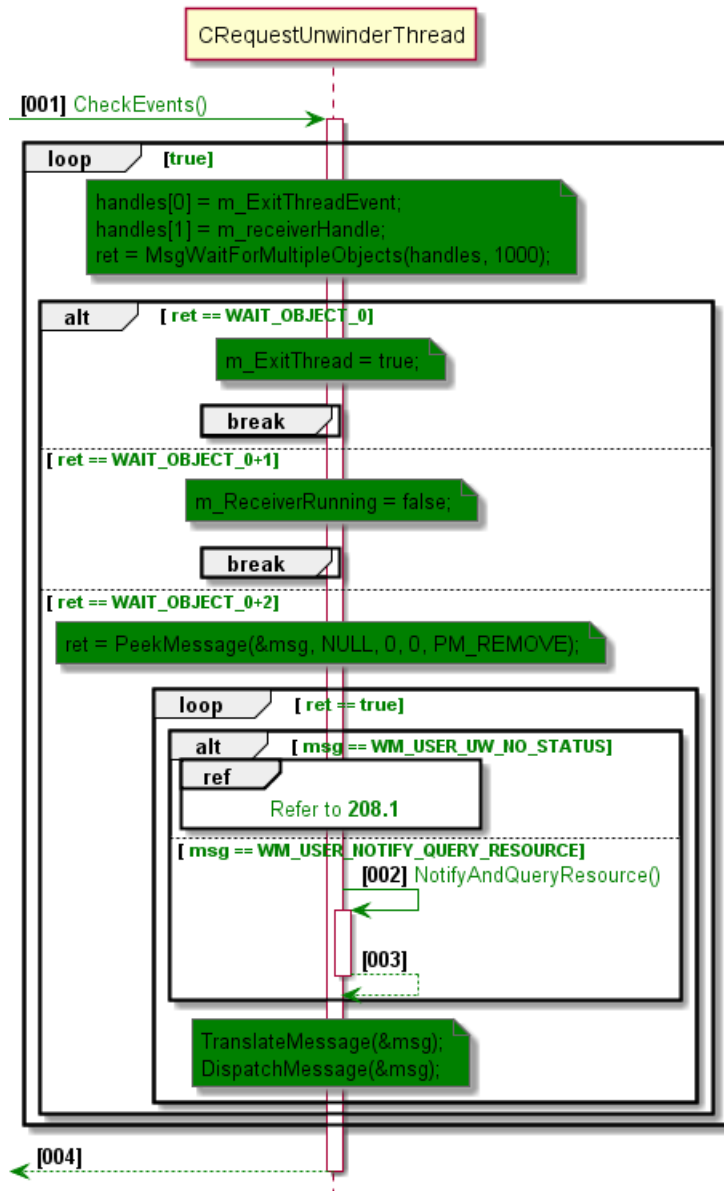 CRequestUnwinderThread
[001] CheckEvents()
loop [true]
handles[0] = m_ExitThreadEvent;
handles[1] = m_receiverHandle;
ret = MsgWaitForMultipleObjects(handles, 1000);
alt [ ret == WAIT_OBJECT_0]
m_ExitThread = true;
break
[ ret == WAIT_OBJECT_0+1]
m_ReceiverRunning = false;
break
[ ret == WAIT_OBJECT_0+2]
ret = PeekMessage(&msg, NULL, 0, 0, PM_REMOVE);
loop [ ret == true]
alt [ msg == WM_USER_UW_NO_STATUS]
ref
Refer to 208.1
[ msg == WM_USER_NOTIFY_QUERY_RESOURCE]
[002] NotifyAndQueryResource()
[003]
TranslateMessage(&msg);
DispatchMessage(&msg);
[004]